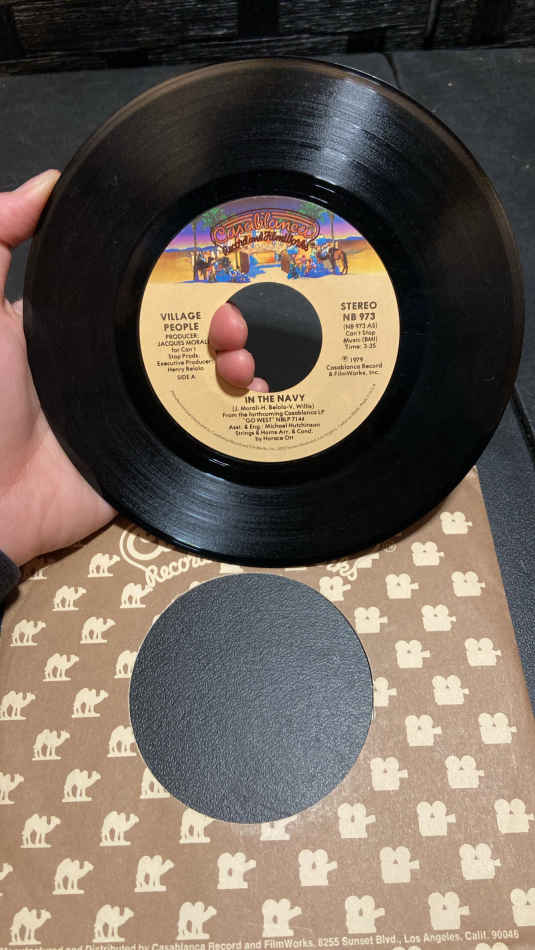 Casablanca
Record and FilmWorks
VILLAGE
PEOPLE
PRODUCER:
JACQUES MORALI
for Can't
Stop Prods.
Executive Producer
Henry Belolo
SIDE A
STEREO
NB 973
(NB 973 AS)
Can't Stop
Music (BMI)
Time: 3:25
℗ 1979
Casablanca Record
& FilmWorks, Inc.
IN THE NAVY
(J. Morali-H. Belolo-V. Willis)
From the forthcoming Casablanca LP
"GO WEST" NBLP 7144
Asst. & Eng.: Michael Hutchinson
Strings & Horns Arr. & Cond.
by Horace Ott
Record
ks
®
Manufactured and Distributed by Casablanca Record and FilmWorks, 8255 Sunset Blvd., Los Angeles, Calif. 90046